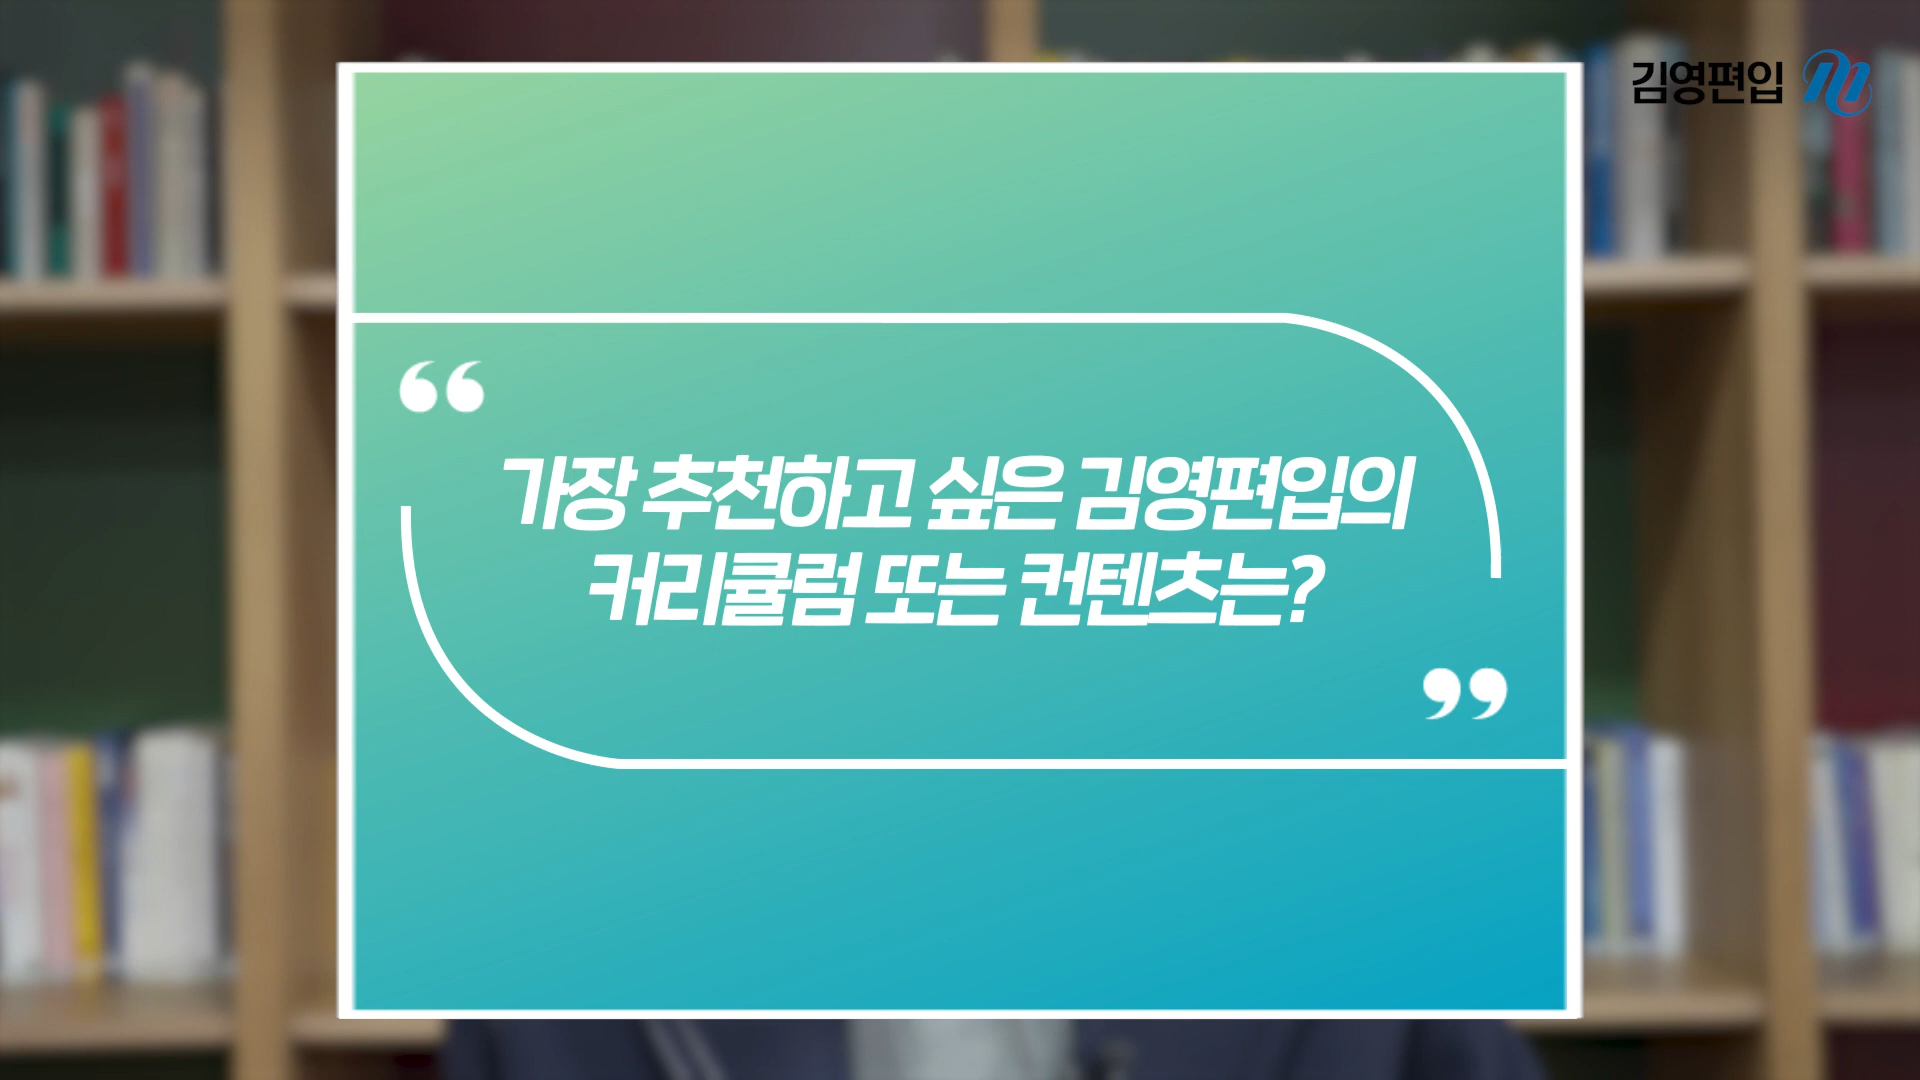 김영편입
“
가장 추천하고 싶은 김영편입의
커리큘럼 또는 컨텐츠는?
”